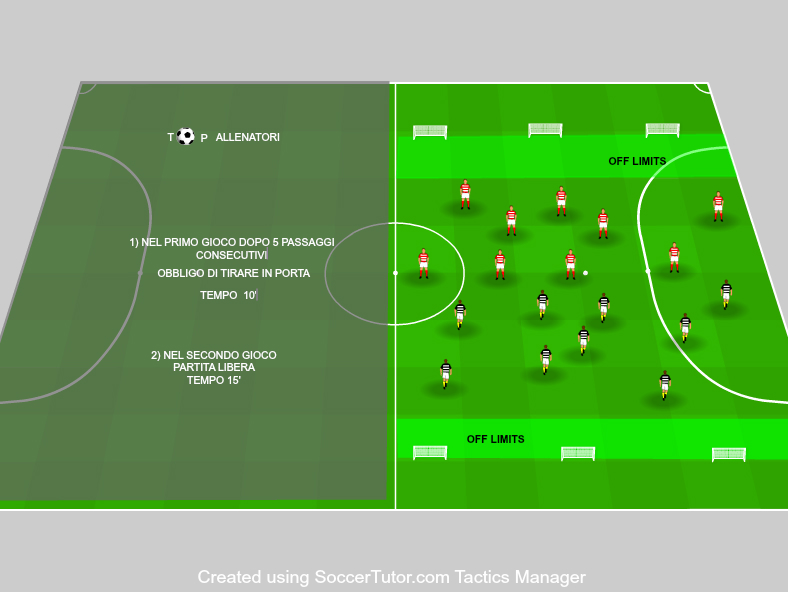 T P ALLENATORI
OFF LIMITS
1) NEL PRIMO GIOCO DOPO 5 PASSAGGI
CONSECUTIVI
OBBLIGO DI TIRARE IN PORTA
TEMPO 10'
2) NEL SECONDO GIOCO
PARTITA LIBERA
TEMPO 15'
OFF LIMITS
Created using SoccerTutor.com Tactics Manager